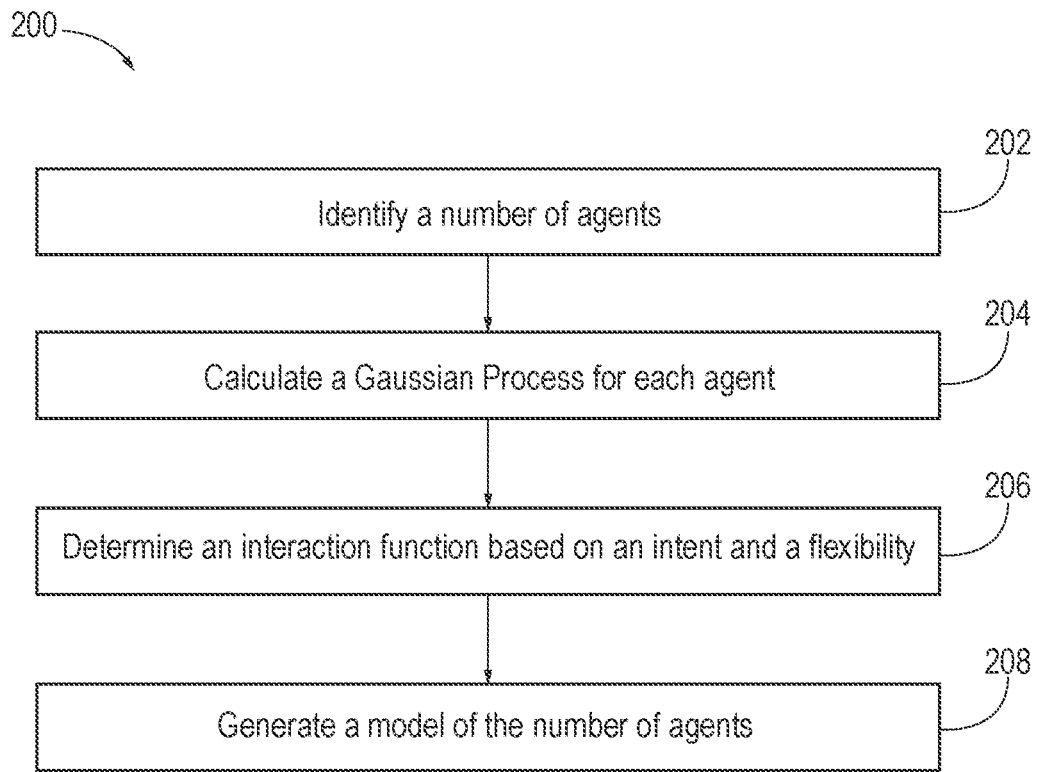 200
202
Identify a number of agents
204
Calculate a Gaussian Process for each agent
206
Determine an interaction function based on an intent and a flexibility
208
Generate a model of the number of agents